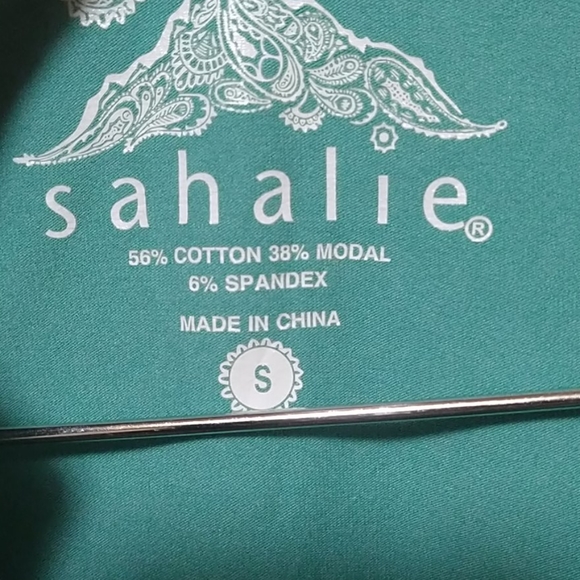 sahalie®
56% COTTON 38% MODAL
6% SPANDEX
MADE IN CHINA
S